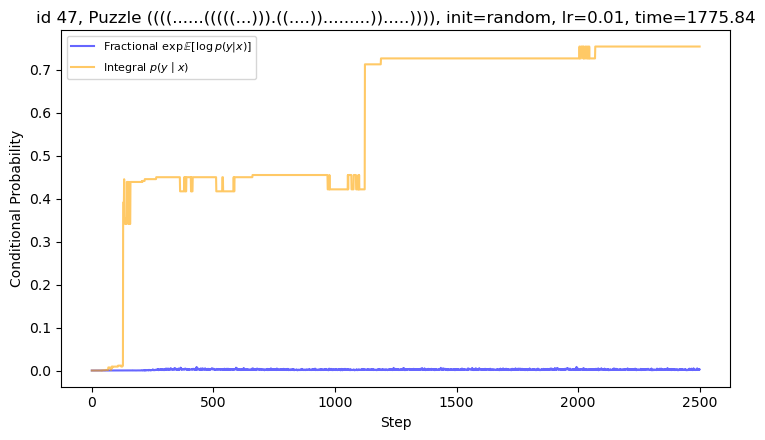 id 47, Puzzle ((((......(((((...))).((....)).........)).....)))), init=random, lr=0.01, time=1775.84
Fractional exp𝔼[log p(y|x)]
Integral p(y | x)
Conditional Probability
0.7
0.6
0.5
0.4
0.3
0.2
0.1
0.0
0
500
1000
1500
2000
2500
Step